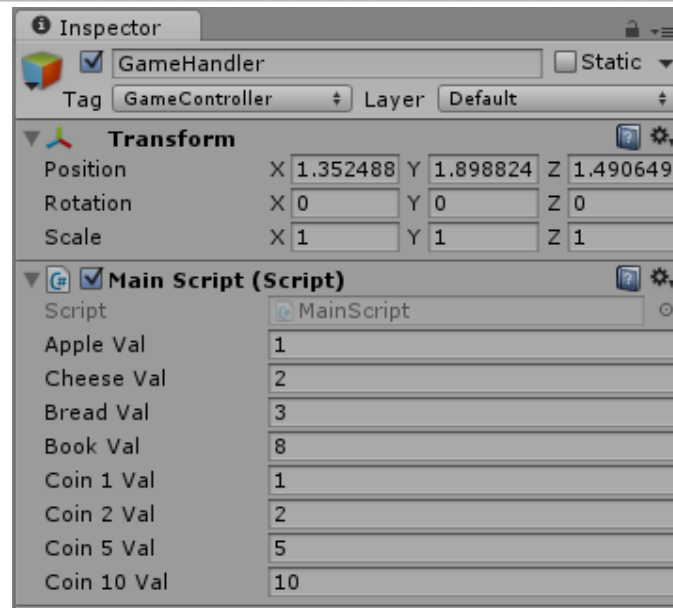 Inspector
GameHandler Static
Tag GameController Layer Default
Transform
Position X 1.352488 Y 1.898824 Z 1.490649
Rotation X 0 Y 0 Z 0
Scale X 1 Y 1 Z 1
C# Main Script (Script)
Script C# MainScript
Apple Val 1
Cheese Val 2
Bread Val 3
Book Val 8
Coin 1 Val 1
Coin 2 Val 2
Coin 5 Val 5
Coin 10 Val 10